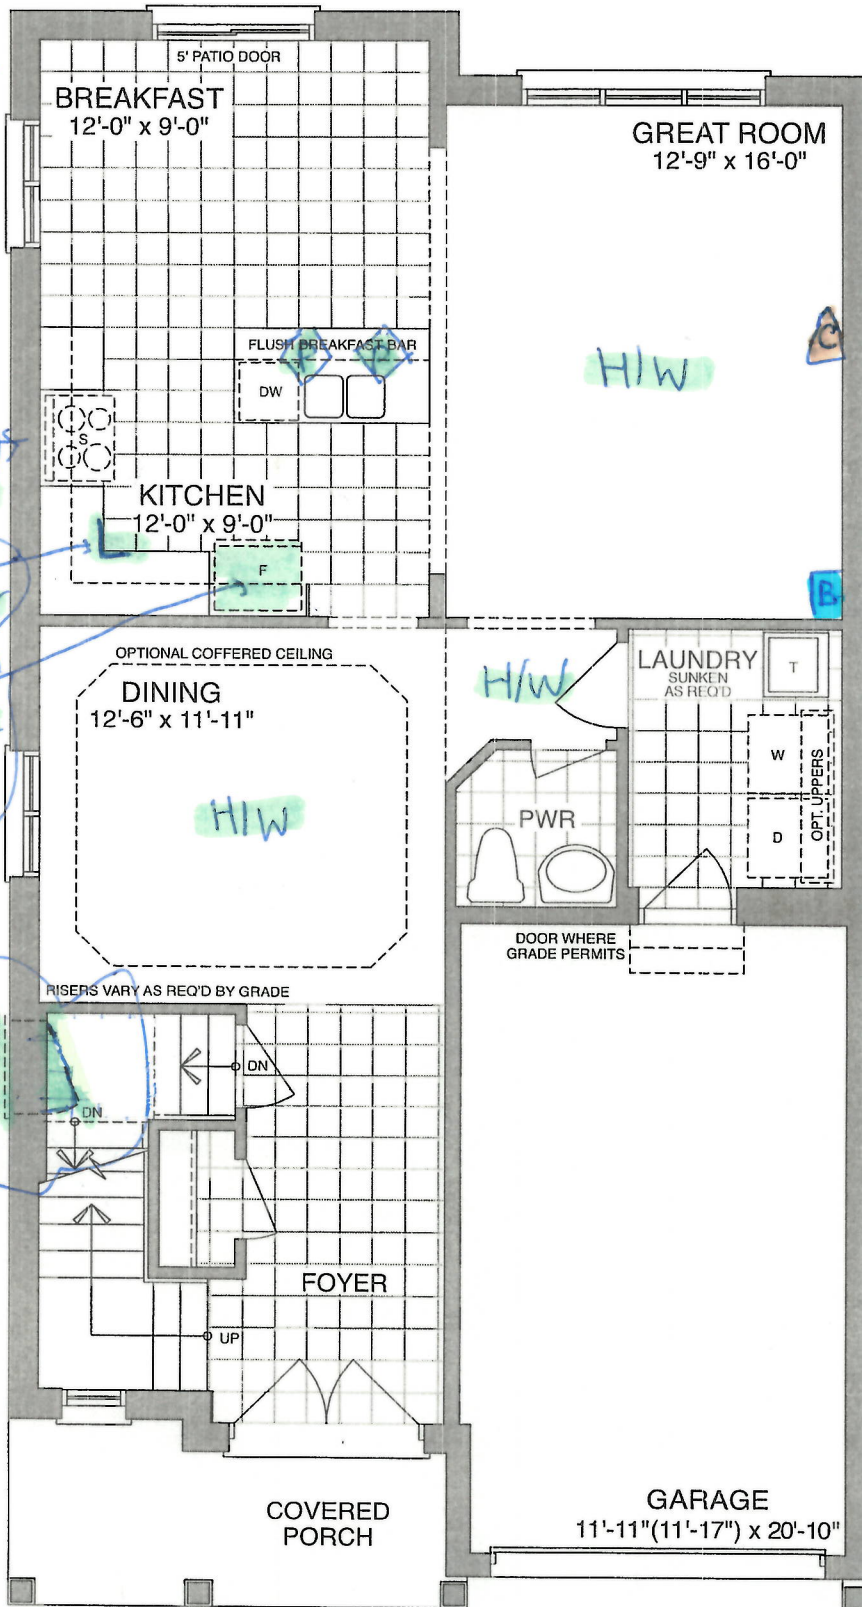 5' PATIO DOOR
BREAKFAST
12'-0" x 9'-0"
GREAT ROOM
12'-9" x 16'-0"
C
FLUSH BREAKFAST BAR
H/W
DW
S
KITCHEN
12'-0" x 9'-0"
L
F
B
OPTIONAL COFFERED CEILING
LAUNDRY
SUNKEN
AS REQ'D
T
DINING
12'-6" x 11'-11"
H/W
W
OPT. UPPERS
D
H/W
PWR
DOOR WHERE
GRADE PERMITS
RISERS VARY AS REQ'D BY GRADE
DN
DN
FOYER
UP
COVERED
PORCH
GARAGE
11'-11"(11'-17") x 20'-10"